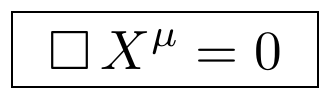 □ X^μ = 0